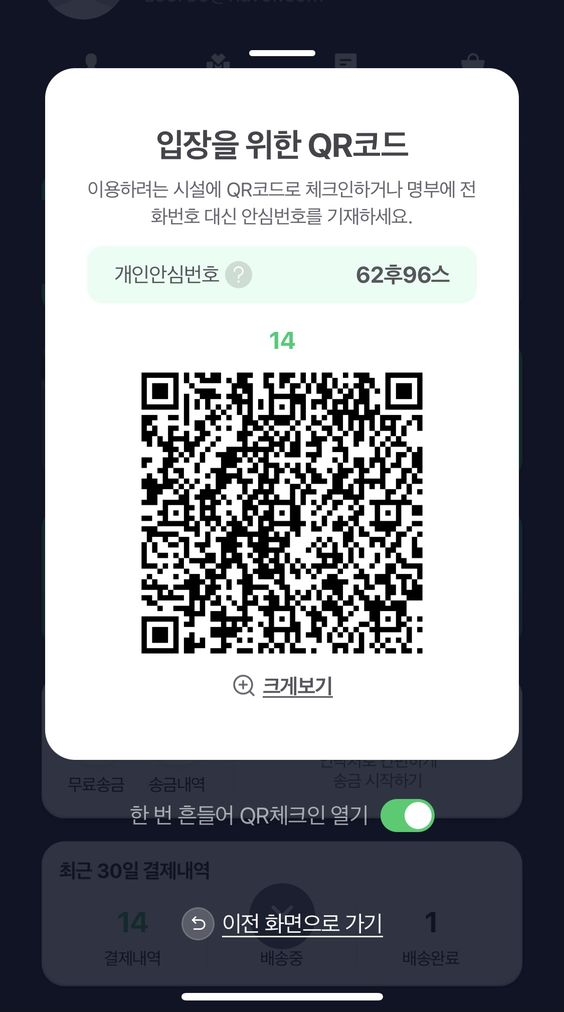 입장을 위한 QR코드
이용하려는 시설에 QR코드로 체크인하거나 명부에 전
화번호 대신 안심번호를 기재하세요.
개인안심번호 ? 62후96스
14
크게보기
간편하게
송금 시작하기
무료송금 송금내역
한 번 흔들어 QR체크인 열기
최근 30일 결제내역
14 1
이전 화면으로 가기
결제내역 배송중 배송완료